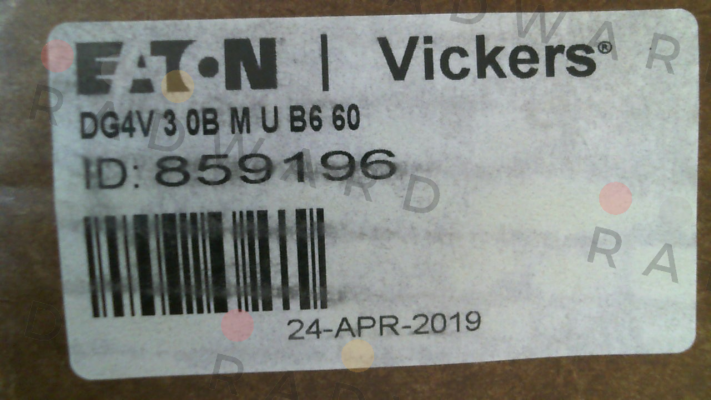 EATON | Vickers®
DG4V 3 0B M U B6 60
ID: 859196
24-APR-2019